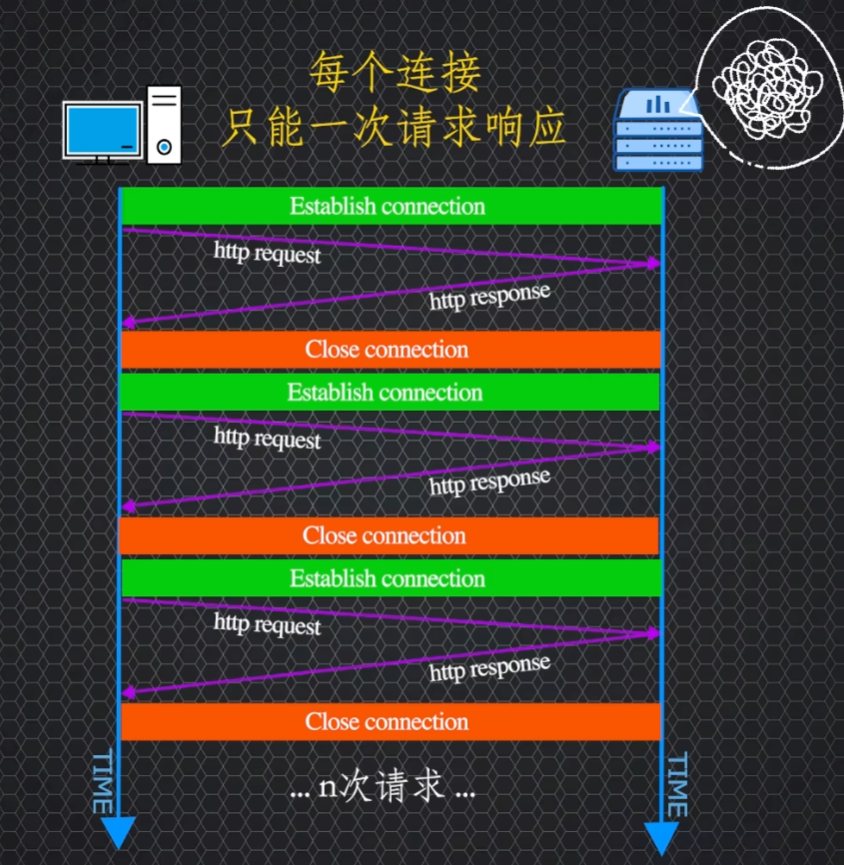 每个连接
只能一次请求响应
Establish connection
http request
http response
Close connection
Establish connection
http request
http response
Close connection
Establish connection
http request
http response
Close connection
TIME
... n次请求 ...
TIME